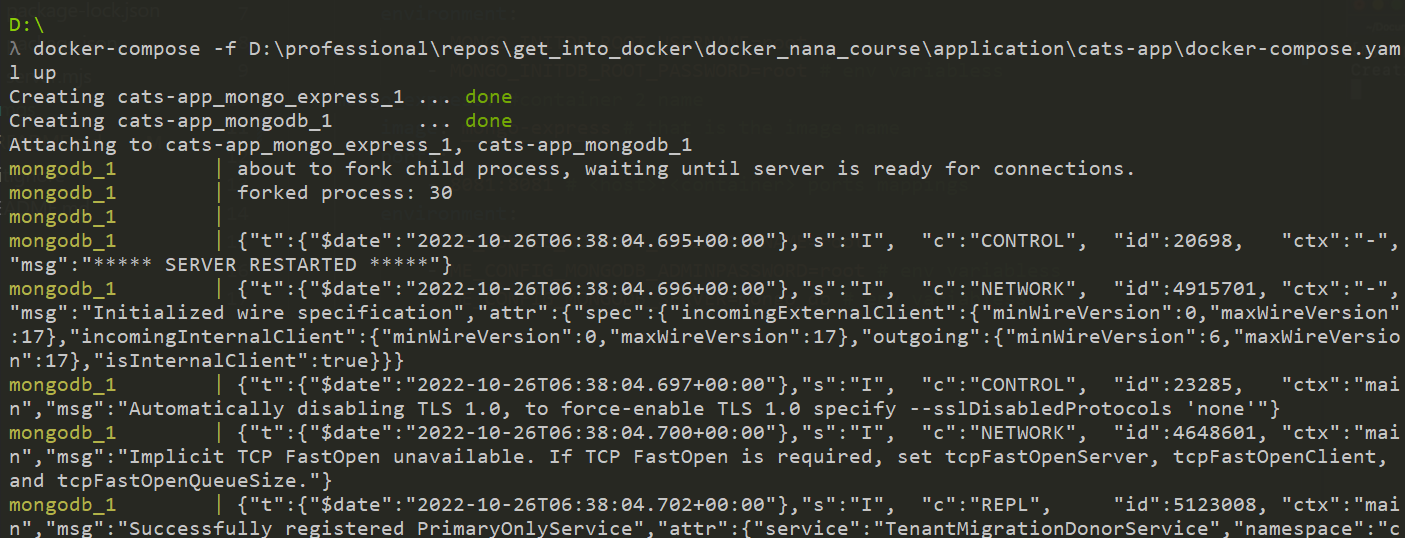 D:\
λ docker-compose -f D:\professional\repos\get_into_docker\docker_nana_course\application\cats-app\docker-compose.yam
l up
Creating cats-app_mongo_express_1 ... done
Creating cats-app_mongodb_1       ... done
Attaching to cats-app_mongo_express_1, cats-app_mongodb_1
mongodb_1        | about to fork child process, waiting until server is ready for connections.
mongodb_1        | forked process: 30
mongodb_1        |
mongodb_1        | {"t":{"$date":"2022-10-26T06:38:04.695+00:00"},"s":"I",  "c":"CONTROL",  "id":20698,   "ctx":"-",
"msg":"***** SERVER RESTARTED *****"}
mongodb_1        | {"t":{"$date":"2022-10-26T06:38:04.696+00:00"},"s":"I",  "c":"NETWORK",  "id":4915701, "ctx":"-",
"msg":"Initialized wire specification","attr":{"spec":{"incomingExternalClient":{"minWireVersion":0,"maxWireVersion"
:17},"incomingInternalClient":{"minWireVersion":0,"maxWireVersion":17},"outgoing":{"minWireVersion":6,"maxWireVersio
n":17},"isInternalClient":true}}}
mongodb_1        | {"t":{"$date":"2022-10-26T06:38:04.697+00:00"},"s":"I",  "c":"CONTROL",  "id":23285,   "ctx":"mai
n","msg":"Automatically disabling TLS 1.0, to force-enable TLS 1.0 specify --sslDisabledProtocols 'none'"}
mongodb_1        | {"t":{"$date":"2022-10-26T06:38:04.700+00:00"},"s":"I",  "c":"NETWORK",  "id":4648601, "ctx":"mai
n","msg":"Implicit TCP FastOpen unavailable. If TCP FastOpen is required, set tcpFastOpenServer, tcpFastOpenClient,
and tcpFastOpenQueueSize."}
mongodb_1        | {"t":{"$date":"2022-10-26T06:38:04.702+00:00"},"s":"I",  "c":"REPL",     "id":5123008, "ctx":"mai
n","msg":"Successfully registered PrimaryOnlyService","attr":{"service":"TenantMigrationDonorService","namespace":"c